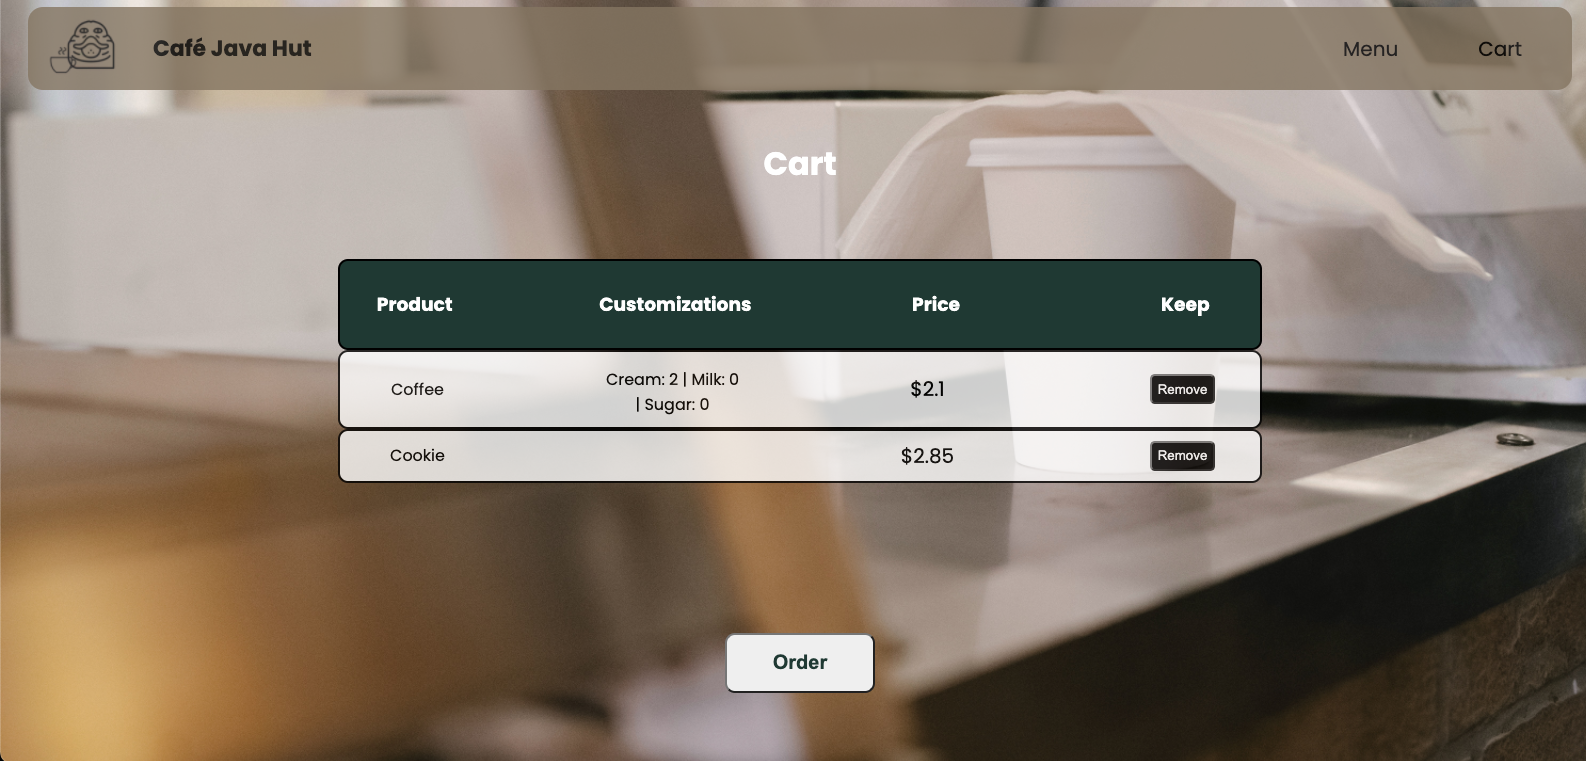 Café Java Hut
Menu
Cart
Cart
Product
Customizations
Price
Keep
Coffee
Cream: 2 | Milk: 0
| Sugar: 0
$2.1
Remove
Cookie
$2.85
Remove
Order